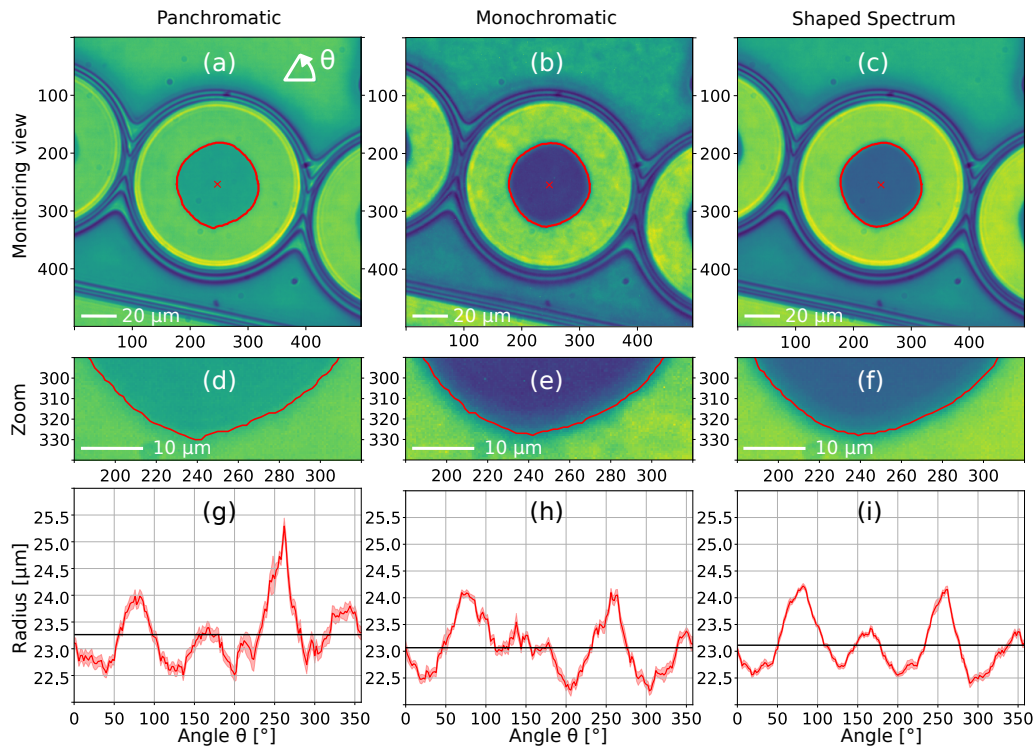 Panchromatic Monochromatic Shaped Spectrum
Monitoring view
(a) θ (b) (c)
100 100 100
200 200 200
300 300 300
400 400 400
20 μm 20 μm 20 μm
200 400 200 400 200 400
Zoom
(d) (e) (f)
300 300 300
310 310 310
320 320 320
330 330 330
10 μm 10 μm 10 μm
200 220 240 260 280 300 200 220 240 260 280 300 200 220 240 260 280 300
Radius [μm]
(g) (h) (i)
25.5 25.5 25.5
25.0 25.0 25.0
24.5 24.5 24.5
24.0 24.0 24.0
23.5 23.5 23.5
23.0 23.0 23.0
22.5 22.5 22.5
0 50 100 150 200 250 300 350 0 50 100 150 200 250 300 350 0 50 100 150 200 250 300 350
Angle θ [°] Angle θ [°] Angle θ [°]